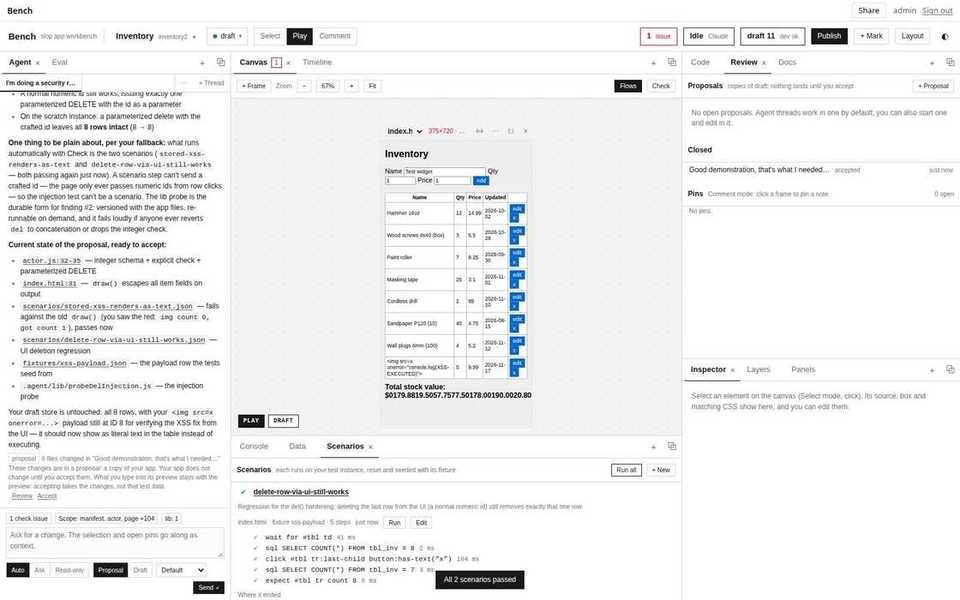 Bench
Share
admin
Sign out
Bench slop app workbench
Inventory inventory2
draft
Select
Play
Comment
1 issue
Idle Claude
draft 11 dev ok
Publish
+ Mark
Layout
Agent ×
Eval
I'm doing a security r...
+ Thread
A normal numeric id still works, issuing exactly one
parameterized DELETE with the id as a parameter
On the scratch instance: a parameterized delete with the
crafted id leaves all 8 rows intact (8 → 8)
One thing to be plain about, per your fallback: what runs
automatically with Check is the two scenarios ( stored-xss-
renders-as-text and delete-row-via-ui-still-works
— both passing again just now). A scenario step can't send a
crafted id — the page only ever passes numeric ids from row clicks
— so the injection test can't be a scenario. The lib probe is the
durable form for finding #2: versioned with the app files, re-
runnable on demand, and it fails loudly if anyone ever reverts
del to concatenation or drops the integer check.
Current state of the proposal, ready to accept:
actor.js:32-35 — integer schema + explicit check +
parameterized DELETE
index.html:31 — draw() escapes all item fields on
output
scenarios/stored-xss-renders-as-text.json — fails
against the old draw() (you saw the red: img count 0,
got count 1 ), passes now
scenarios/delete-row-via-ui-still-works.json —
UI deletion regression
fixtures/xss-payload.json — the payload row the tests
seed from
.agent/lib/probeDelInjection.js — the injection
probe
Your draft store is untouched: all 8 rows, with your <img src=x
onerror=...> payload still at ID 8 for verifying the XSS fix from
the UI — it should now show as literal text in the table instead of
executing.
proposal 6 files changed in "Good demonstration, that's what I needed..."
These changes are in a proposal: a copy of your app. Your app does not
change until you accept them. What you type into its preview stays with the
preview: accepting takes the changes, not that test data.
Review Accept
1 check issue
Scope: manifest, actor, page +104
lib: 1
Ask for a change. The selection and open pins go along as
context.
Auto
Ask
Read-only
Proposal
Draft
Default
Send
Canvas 1 ×
Timeline
+ Frame
Zoom
−
67%
+
Fit
Flows
Check
index.h
375×720 · ...
Inventory
Name Test widget Qty
1 Price 1 Add
Name Qty Price Updated
Hammer 16oz 12 14.99 2026-10-02 edit x
Wood screws #8x40 (box) 3 5.5 2026-10-28 edit x
Paint roller 7 8.25 2026-09-30 edit x
Masking tape 25 3.1 2026-11-01 edit x
Cordless drill 2 89 2026-11-10 edit x
Sandpaper P120 (10) 40 4.75 2026-08-15 edit x
Wall plugs 6mm (100) 4 5.2 2026-11-12 edit x
<img src=x onerror="console.log(XSS-EXECUTED)"> 5 9.99 2026-11-17 edit x
Total stock value:
$0179.8819.5057.7577.50178.00190.0020.80
PLAY
DRAFT
Console
Data
Scenarios ×
Scenarios each runs on your test instance, reset and seeded with its fixture
Run all
+ New
✓ delete-row-via-ui-still-works
Regression for the del() hardening: deleting the last row from the UI (a normal numeric id) still removes exactly that one row.
index.html · fixture xss-payload · 5 steps just now
Run
Edit
✓ wait for #tbl td 41 ms
✓ sql SELECT COUNT(*) FROM tbl_inv = 8 2 ms
✓ click #tbl tr:last-child button:has-text("x") 104 ms
✓ sql SELECT COUNT(*) FROM tbl_inv = 7 3 ms
✓ expect #tbl tr count 8 8 ms
Where it ended
All 2 scenarios passed
Code
Review ×
Docs
Proposals copies of draft: nothing lands until you accept
+ Proposal
No open proposals. Agent threads work in one by default; you can also start one
and edit in it.
Closed
Good demonstration, that's what I needed... accepted
just now
Pins Comment mode: click a frame to pin a note
0 open
No pins.
Inspector ×
Layers
Panels
Select an element on the canvas (Select mode, click). Its source, box and
matching CSS show here, and you can edit them.